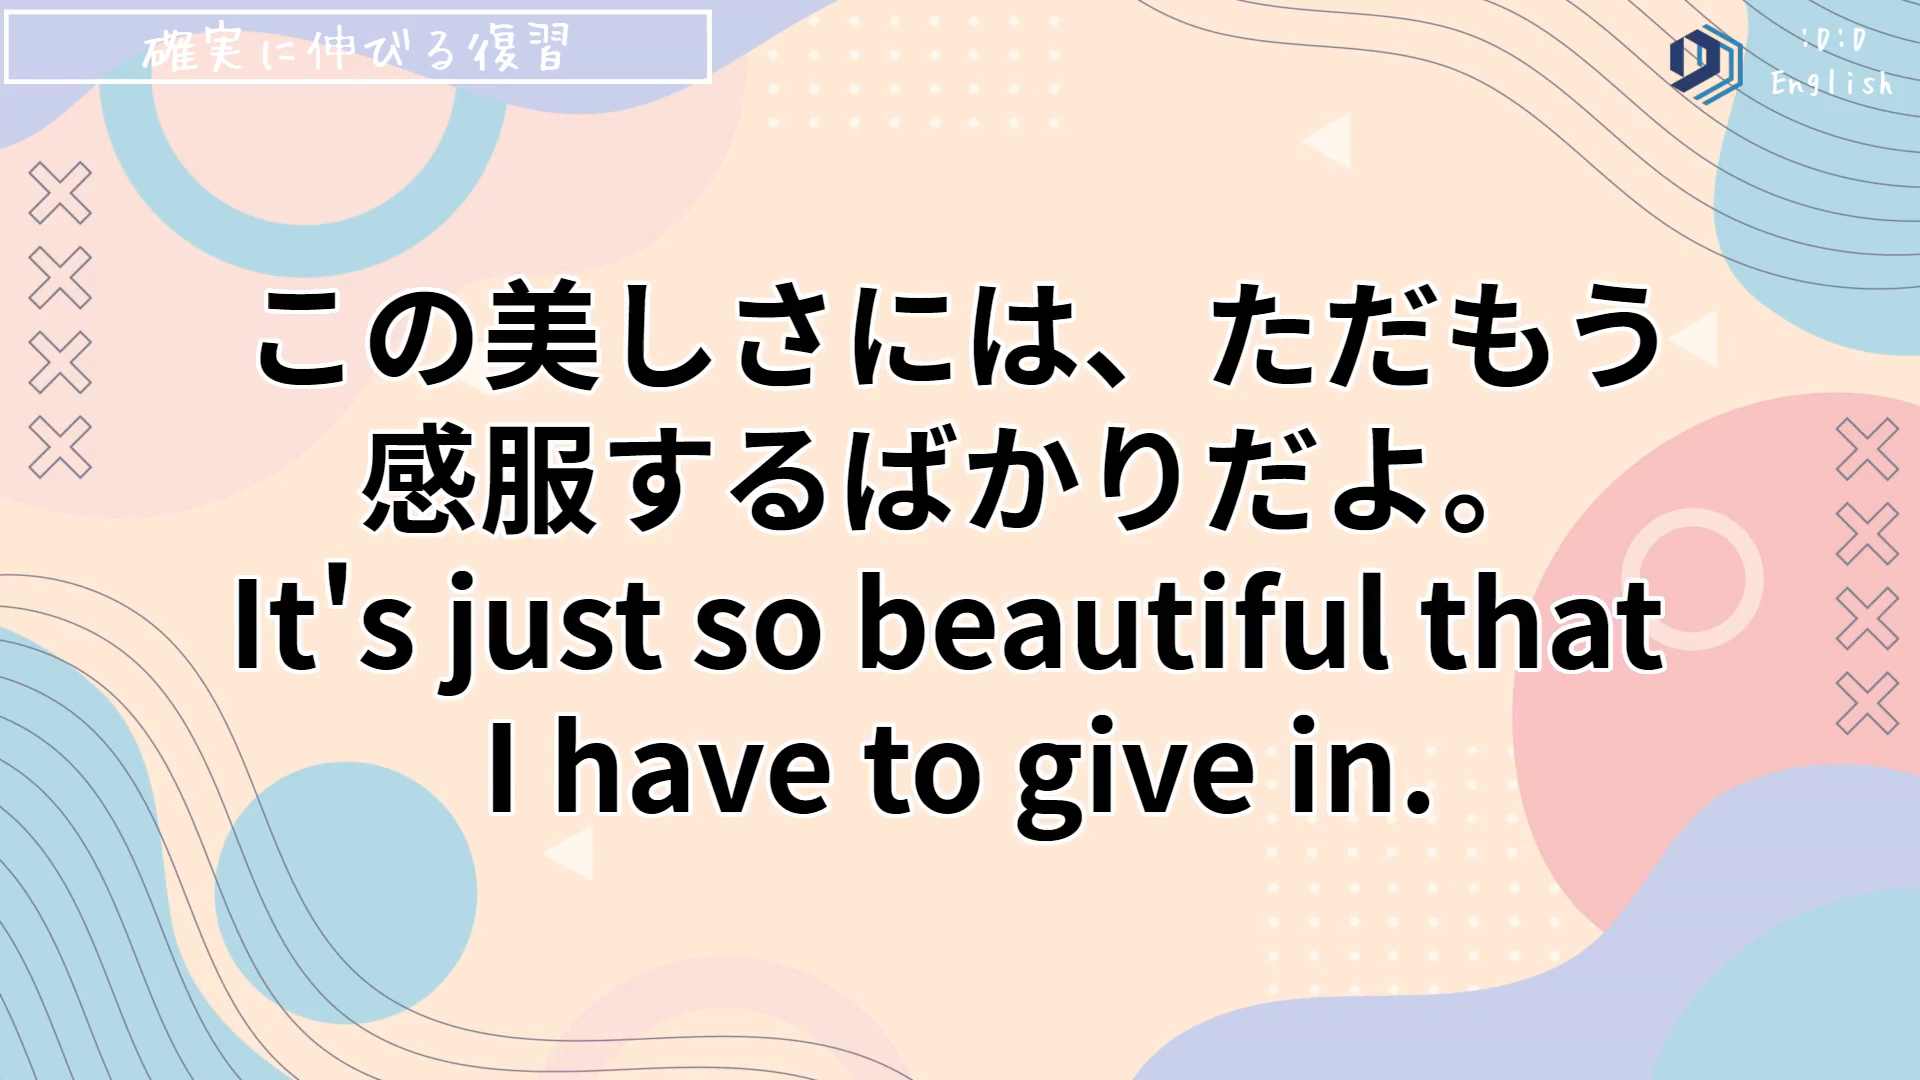 確実に伸びる復習
:D:D
English
この美しさには、ただもう
感服するばかりだよ。
It's just so beautiful that
I have to give in.